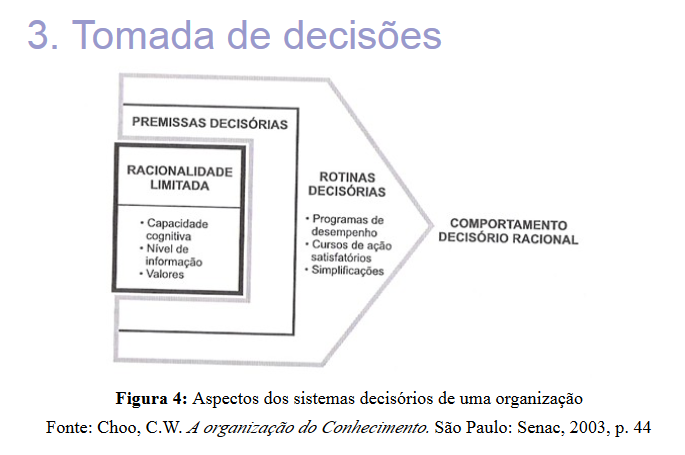 3. Tomada de decisões
PREMISSAS DECISÓRIAS
RACIONALIDADE
LIMITADA
• Capacidade
cognitiva
• Nível de
informação
• Valores
ROTINAS
DECISÓRIAS
• Programas de
desempenho
• Cursos de ação
satisfatórios
• Simplificações
COMPORTAMENTO
DECISÓRIO RACIONAL
Figura 4: Aspectos dos sistemas decisórios de uma organização
Fonte: Choo, C.W. A organização do Conhecimento. São Paulo: Senac, 2003, p. 44